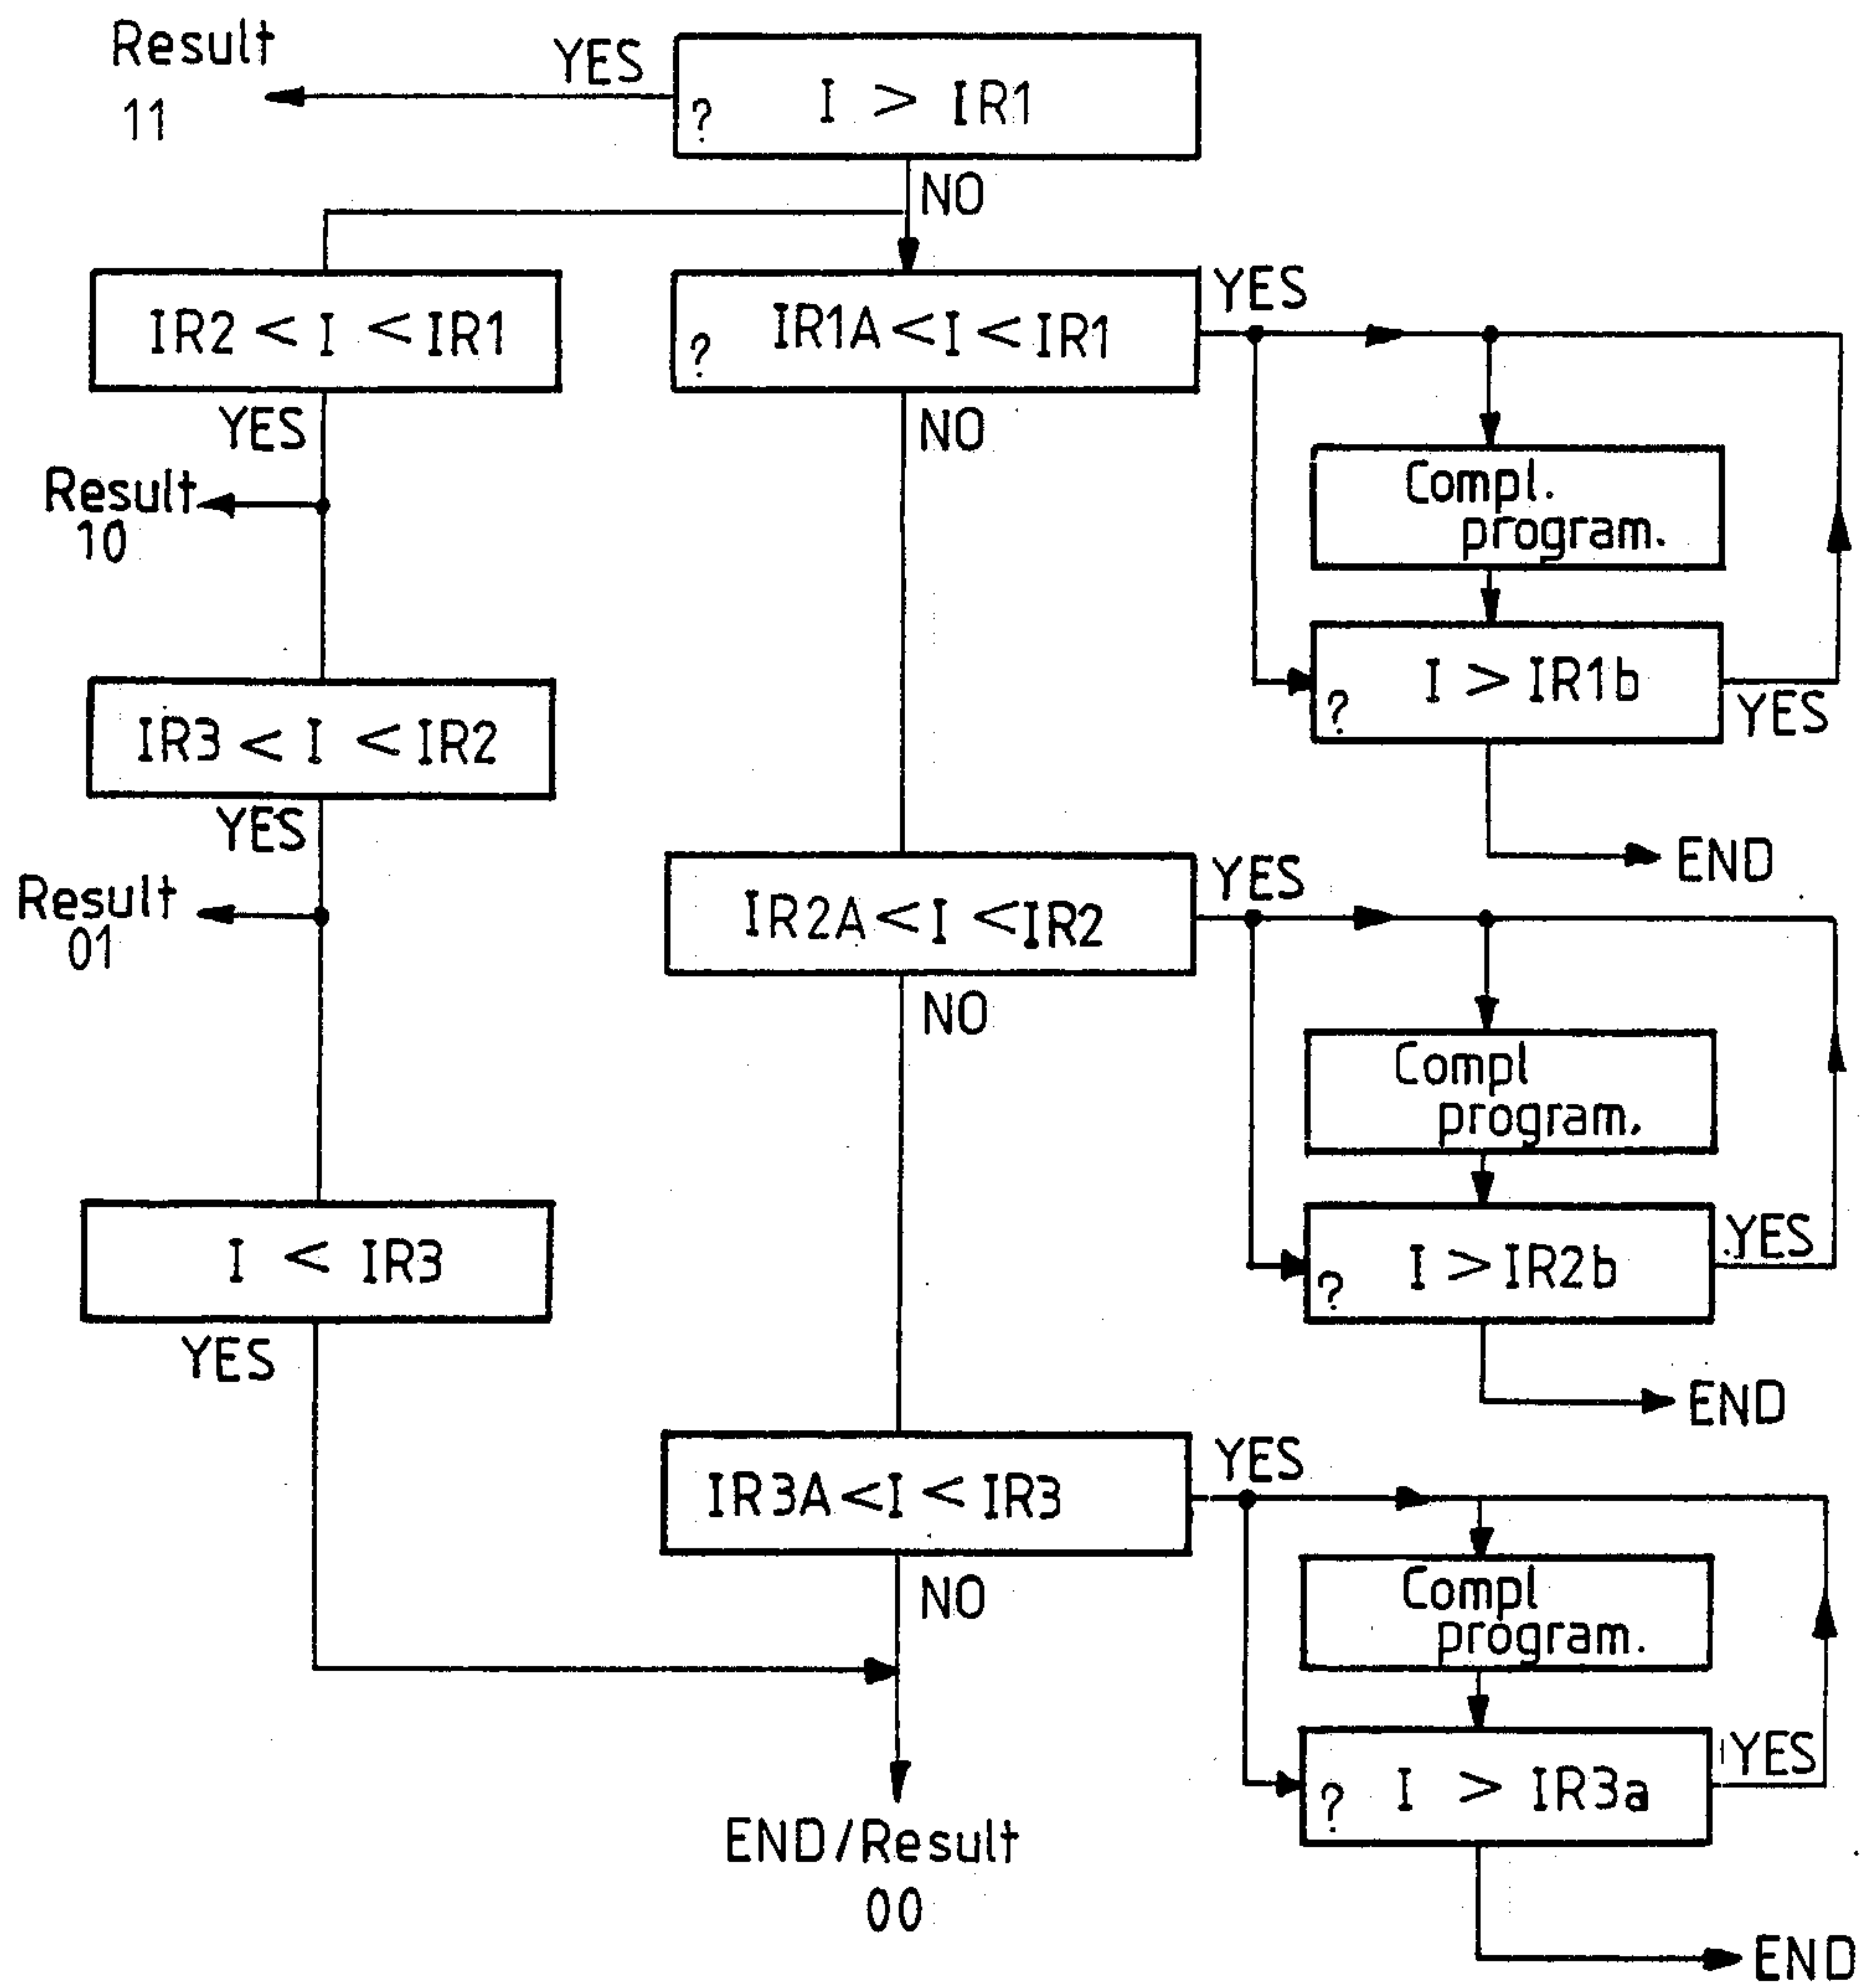 Result
11
YES
? I > IR1
NO
IR2 < I < IR1
? IR1A < I < IR1
YES
YES
NO
Result
10
Compl.
program.
? I > IR1b
YES
IR3 < I < IR2
YES
END
Result
01
IR2A < I < IR2
YES
NO
Compl
program.
I < IR3
YES
? I > IR2b
YES
END
IR3A < I < IR3
YES
NO
Compl
program.
? I > IR3a
YES
END/Result
00
END